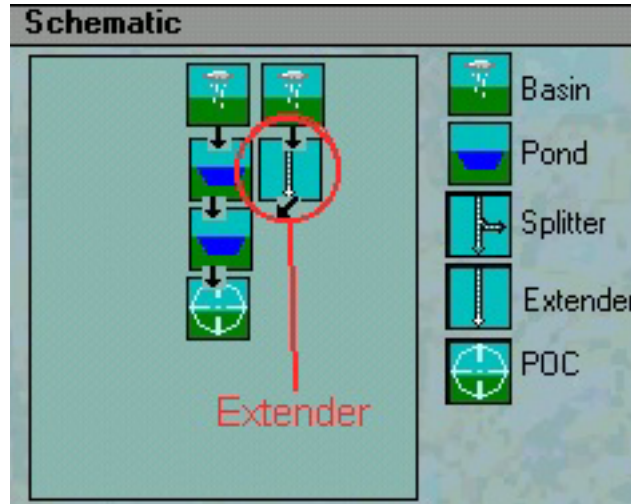 Schematic
Basin
Pond
Splitter
Extender
POC
Extender